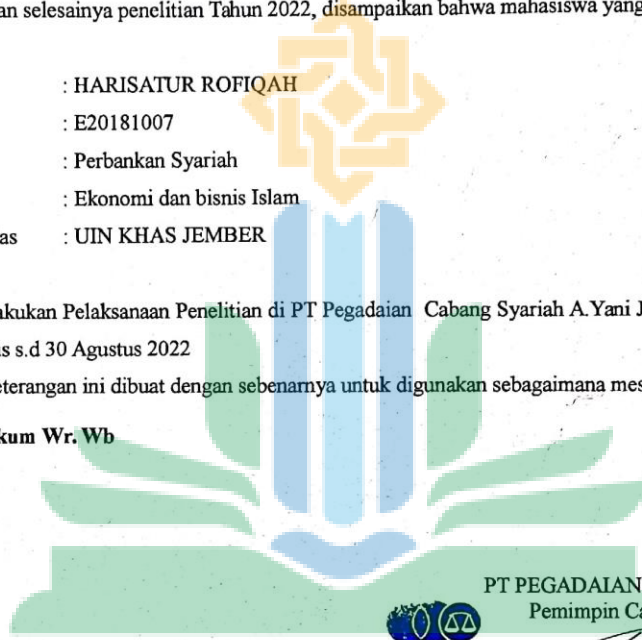 an selesainya penelitian Tahun 2022, disampaikan bahwa mahasiswa yang
: HARISATUR ROFIQAH
: E20181007
: Perbankan Syariah
: Ekonomi dan bisnis Islam
as : UIN KHAS JEMBER
akukan Pelaksanaan Penelitian di PT Pegadaian Cabang Syariah A.Yani J
us s.d 30 Agustus 2022
eterangan ini dibuat dengan sebenarnya untuk digunakan sebagaimana mes
kum Wr. Wb
PT PEGADAIAN
Pemimpin Ca